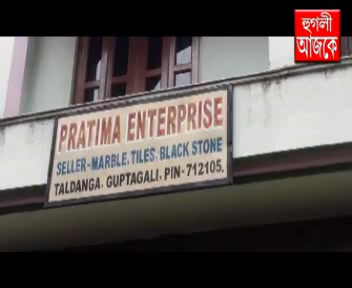 হুগলী
আজকে
PRATIMA ENTERPRISE
SELLER-MARBLE, TILES, BLACK STONE
TALDANGA, GUPTAGALI, PIN-712105.